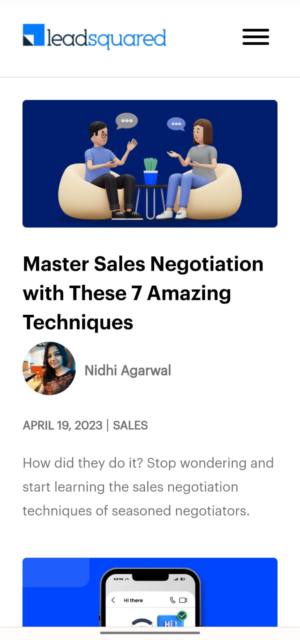 leadsquared
Master Sales Negotiation
with These 7 Amazing
Techniques
Nidhi Agarwal
APRIL 19, 2023 | SALES
How did they do it? Stop wondering and
start learning the sales negotiation
techniques of seasoned negotiators.
Hi there
Hi!